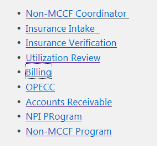 Non-MCCF Coordinator
Insurance Intake
Insurance Verification
Utilization Review
Billing
OPECC
Accounts Receivable
NPI PRogram
Non-MCCF Program